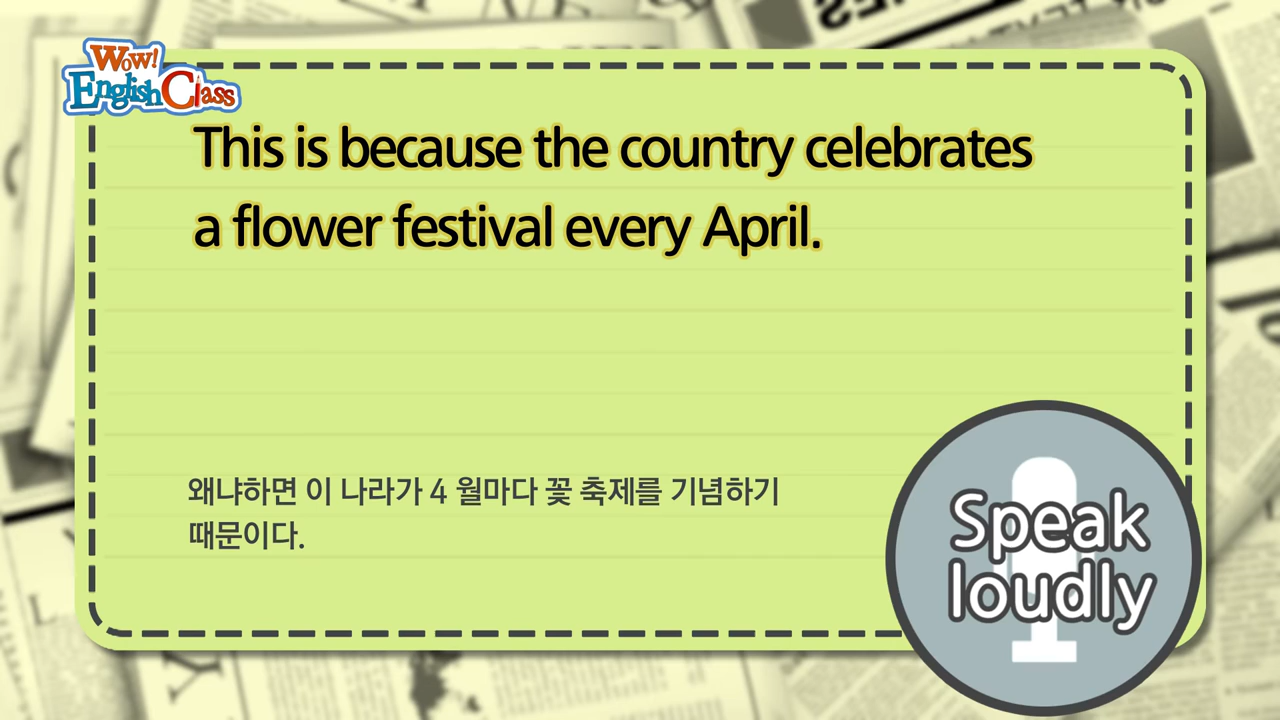 Wow!
English Class
This is because the country celebrates
a flower festival every April.
왜냐하면 이 나라가 4 월마다 꽃 축제를 기념하기
때문이다.
Speak
loudly